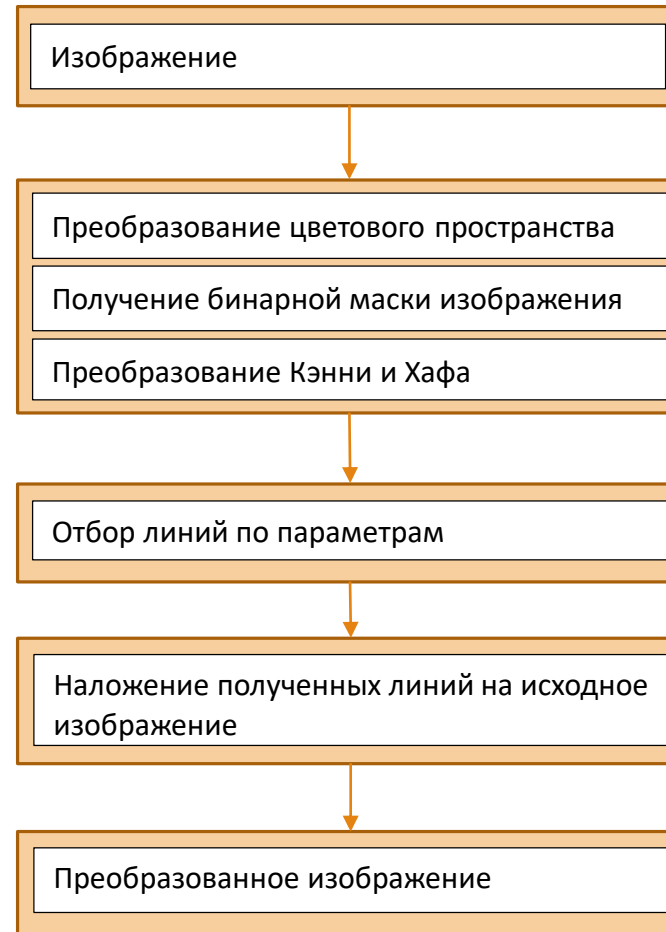 Изображение
Преобразование цветового пространства
Получение бинарной маски изображения
Преобразование Кэнни и Хафа
Отбор линий по параметрам
Наложение полученных линий на исходное
изображение
Преобразованное изображение